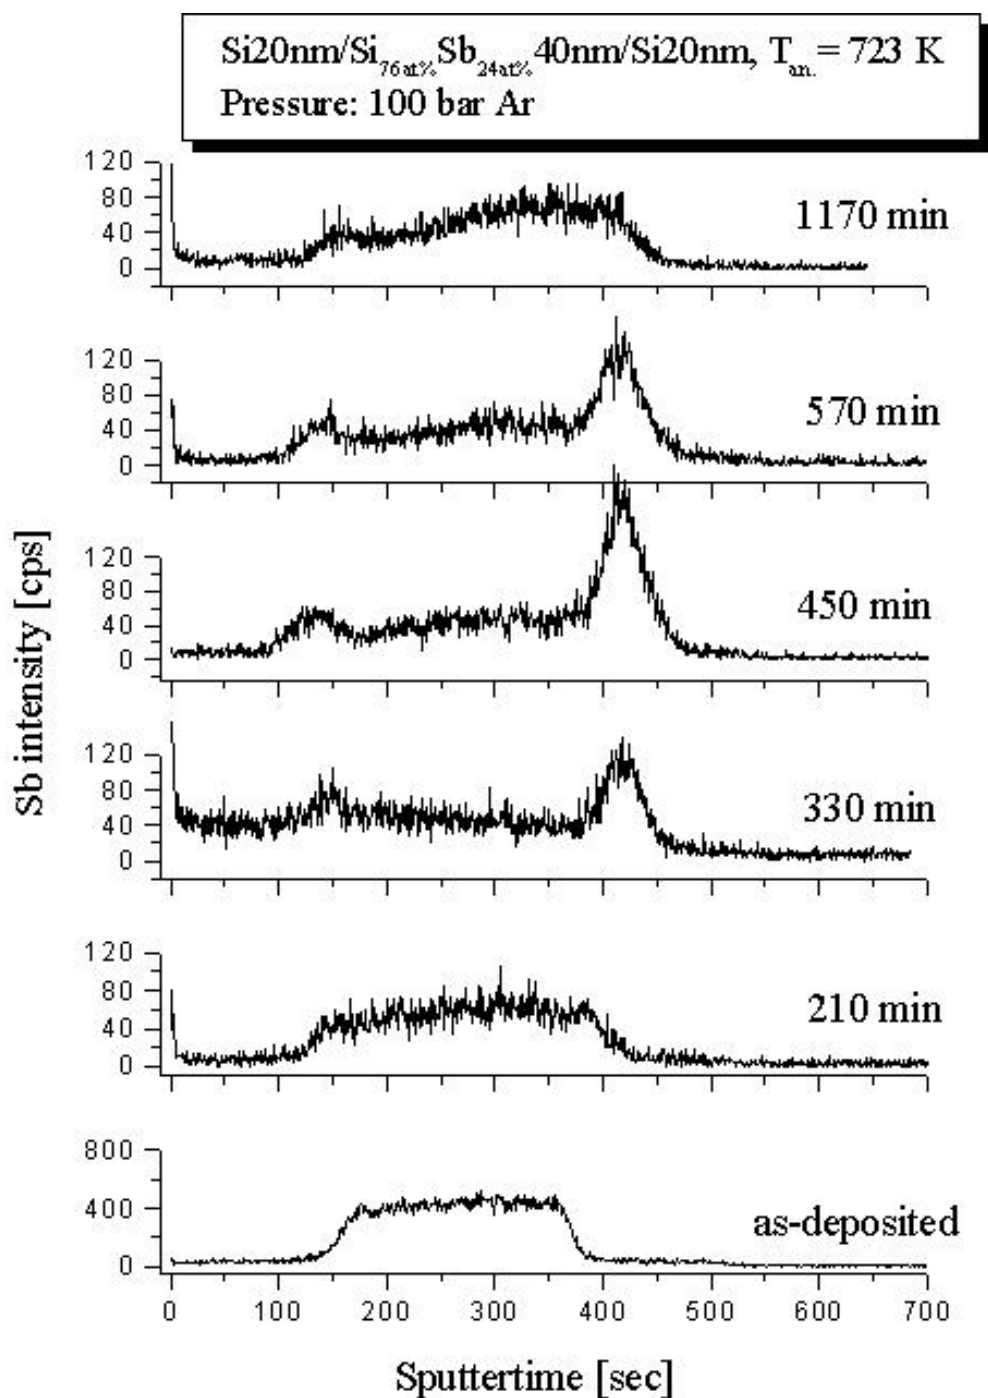 Si20nm/Si76at%Sb24at%40nm/Si20nm, Tan.= 723 K
Pressure: 100 bar Ar
120
80
40
0
1170 min
120
80
40
0
570 min
120
80
40
0
450 min
120
80
40
0
330 min
120
80
40
0
210 min
800
400
0
as-deposited
0 100 200 300 400 500 600 700
Sb intensity [cps]
Sputtertime [sec]